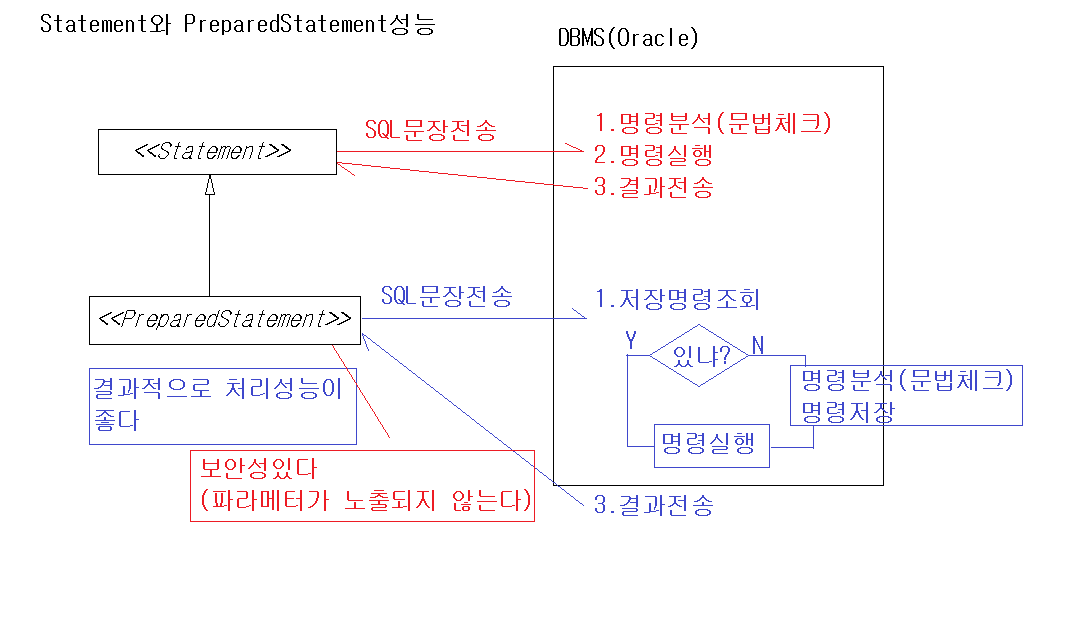 Statement와 PreparedStatement성능
DBMS(Oracle)
SQL문장전송
<<Statement>>
1.명령분석(문법체크)
2.명령실행
3.결과전송
SQL문장전송
<<PreparedStatement>>
1.저장명령조회
Y
있냐?
N
명령분석(문법체크)
명령저장
명령실행
결과적으로 처리성능이
좋다
보안성있다
(파라메터가 노출되지 않는다)
3.결과전송